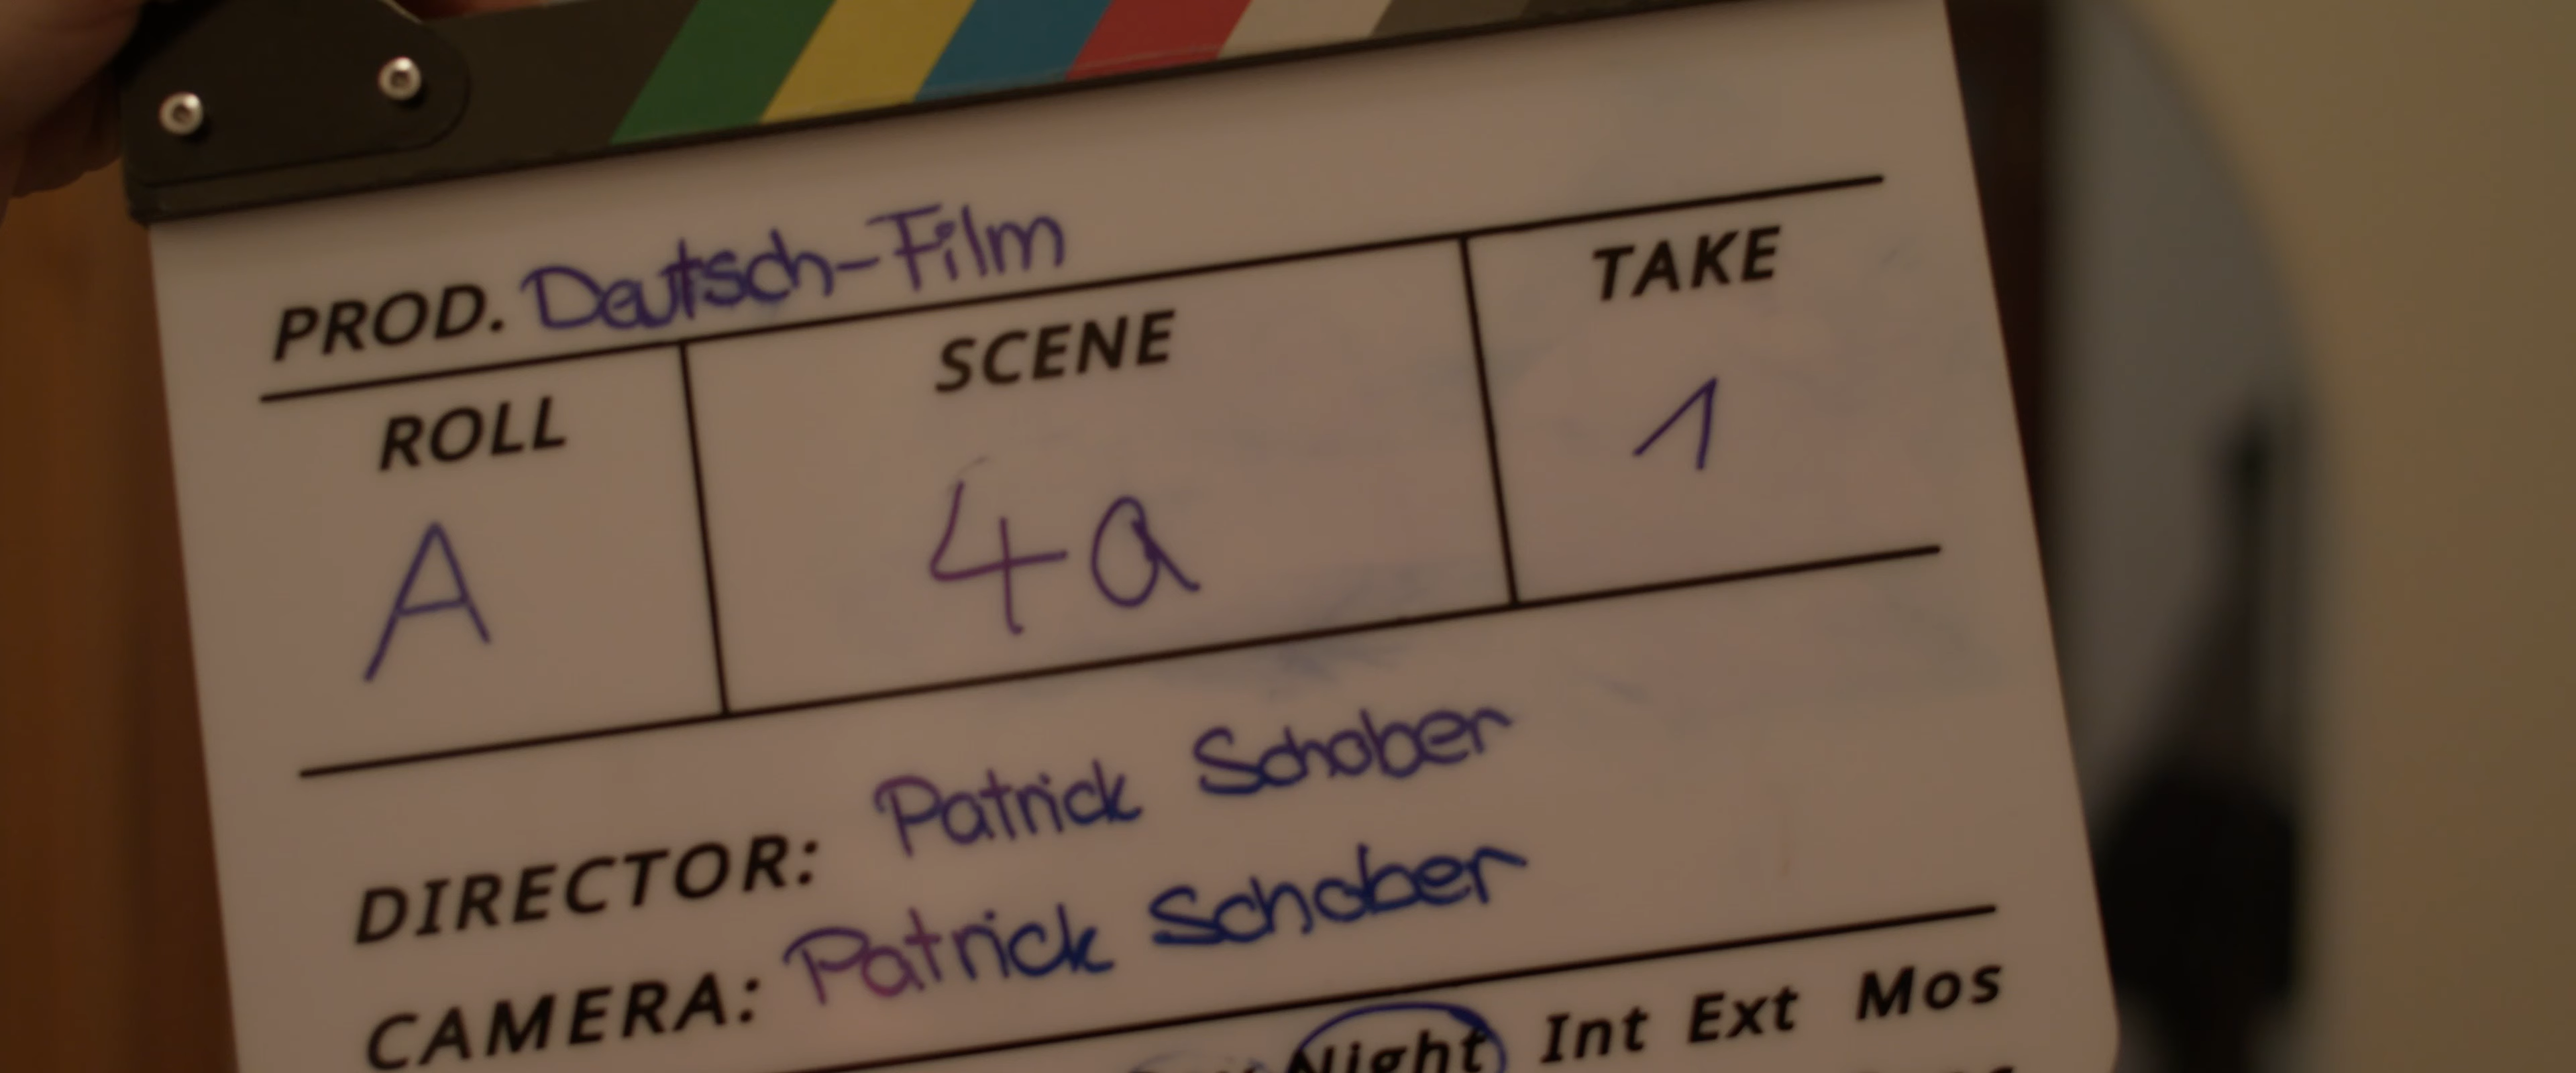 PROD. Deutsch-Film
ROLL SCENE TAKE
A 4a 1
DIRECTOR: Patrick Schober
CAMERA: Patrick Schober
Night Int Ext Mos